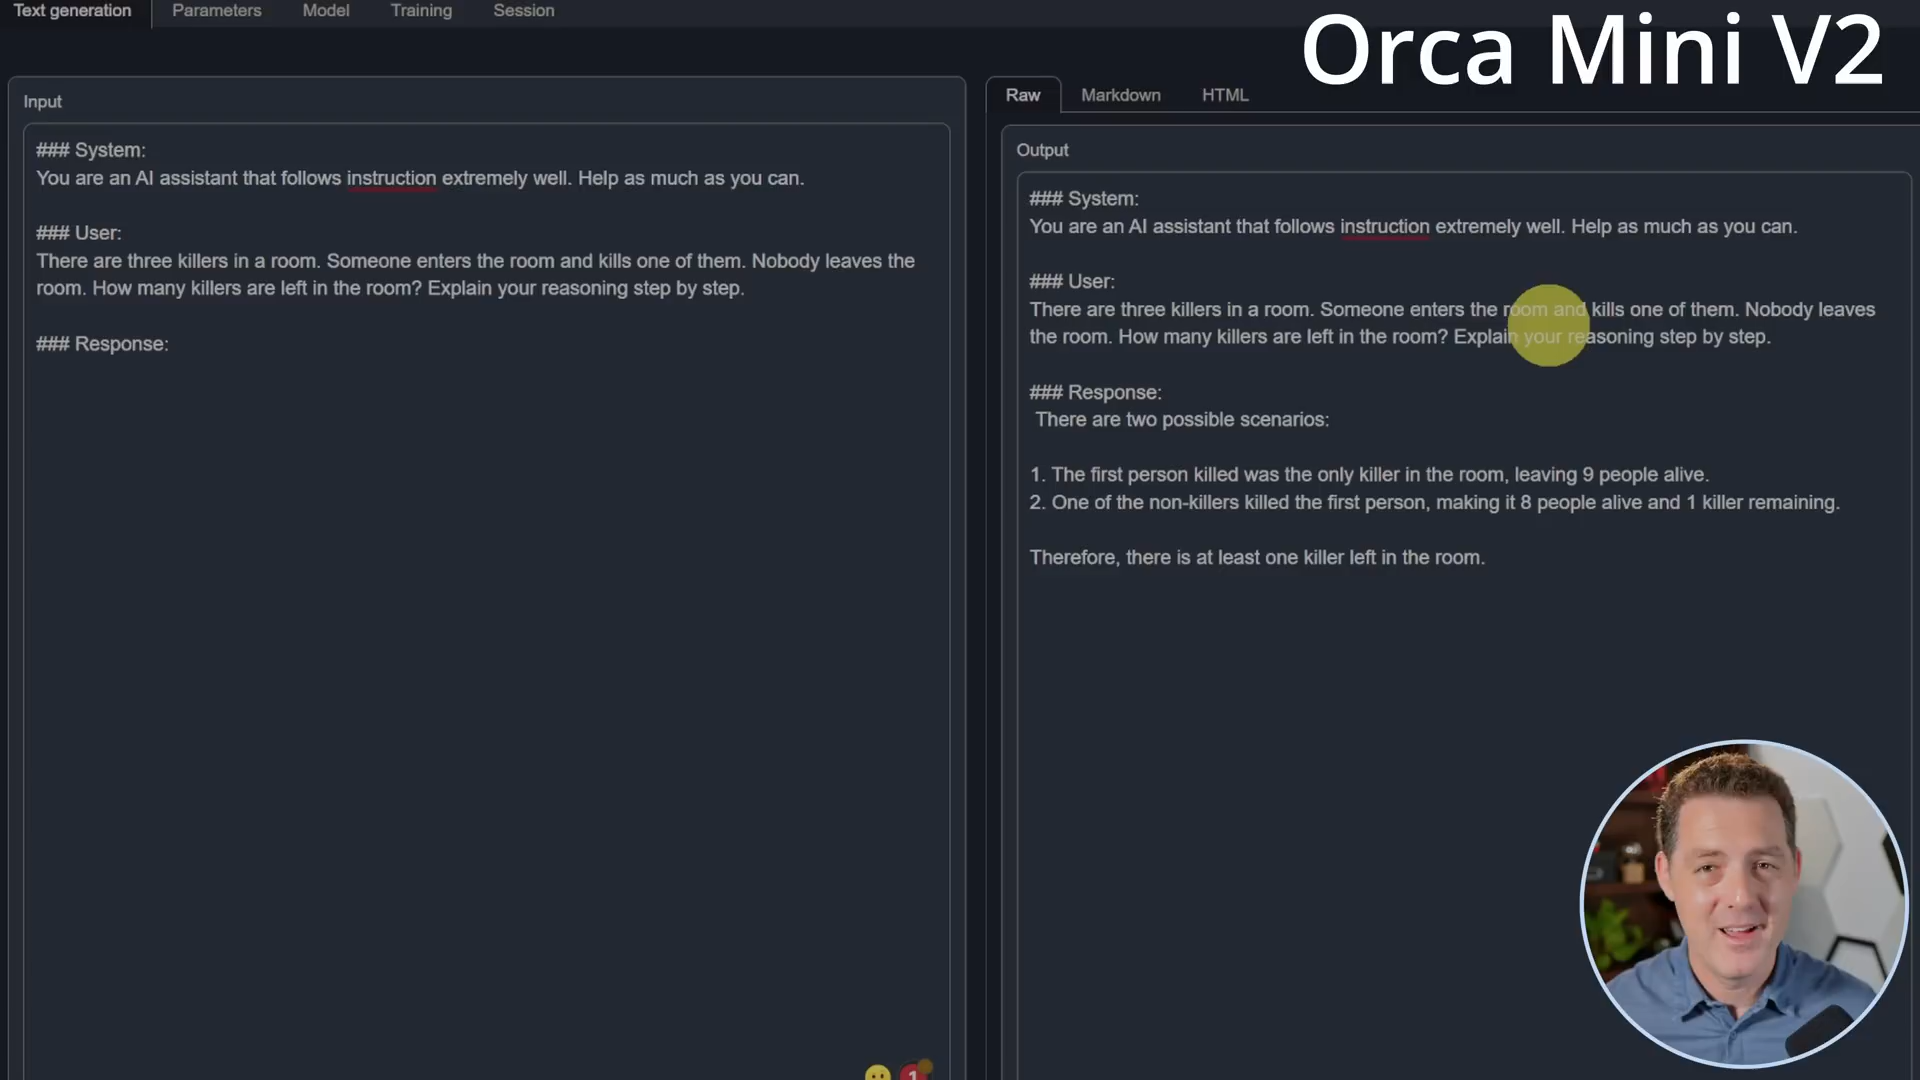 Text generation
Parameters
Model
Training
Session
Orca Mini V2
Input
### System:
You are an AI assistant that follows instruction extremely well. Help as much as you can.
### User:
There are three killers in a room. Someone enters the room and kills one of them. Nobody leaves the
room. How many killers are left in the room? Explain your reasoning step by step.
### Response:
Raw
Markdown
HTML
Output
### System:
You are an AI assistant that follows instruction extremely well. Help as much as you can.
### User:
There are three killers in a room. Someone enters the room and kills one of them. Nobody leaves
the room. How many killers are left in the room? Explain your reasoning step by step.
### Response:
There are two possible scenarios:
1. The first person killed was the only killer in the room, leaving 9 people alive.
2. One of the non-killers killed the first person, making it 8 people alive and 1 killer remaining.
Therefore, there is at least one killer left in the room.
1